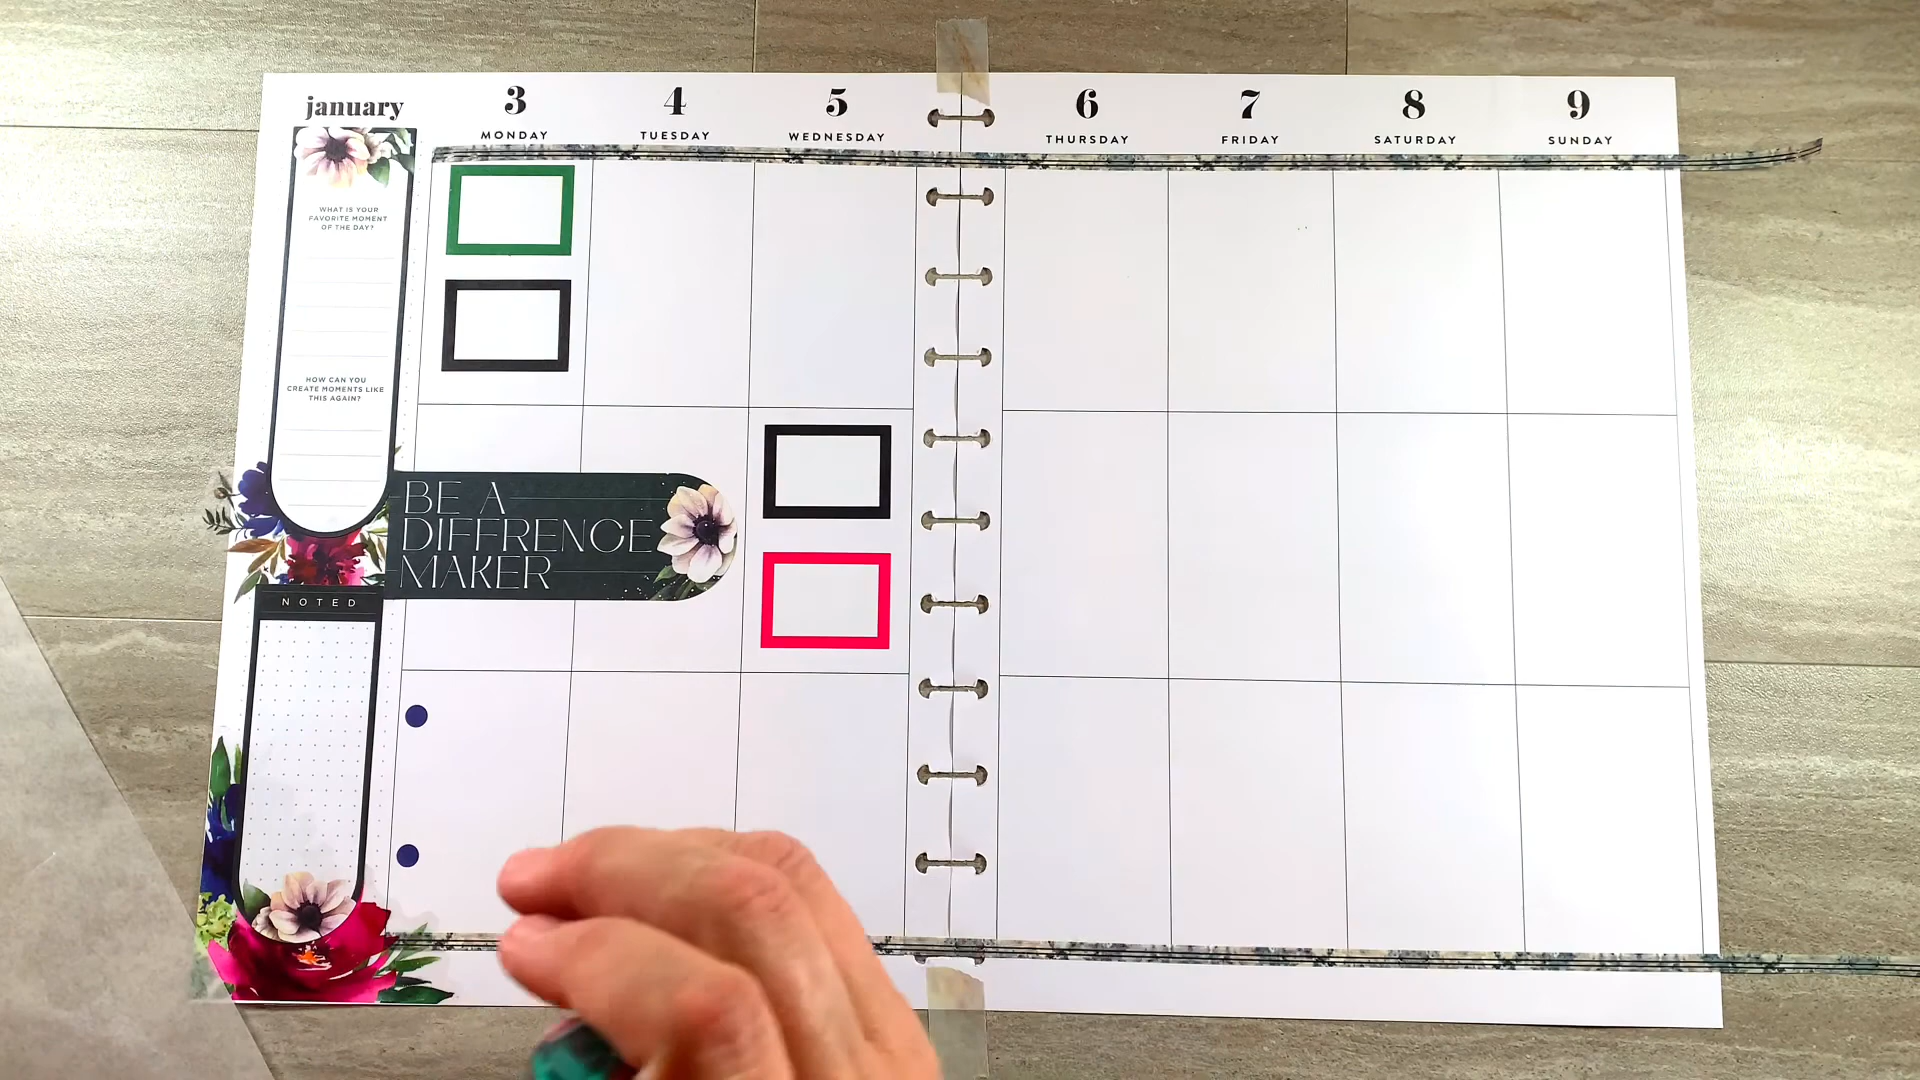 january
3
MONDAY
4
TUESDAY
5
WEDNESDAY
6
THURSDAY
7
FRIDAY
8
SATURDAY
9
SUNDAY
WHAT IS YOUR
FAVORITE MOMENT
OF THE DAY?
HOW CAN YOU
CREATE MOMENTS LIKE
THIS AGAIN?
BE A
DIFFRENCE
MAKER
NOTED